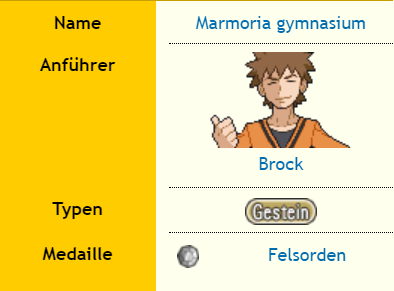 Name Marmoria gymnasium
Anführer
Brock
Typen Gestein
Medaille Felsorden